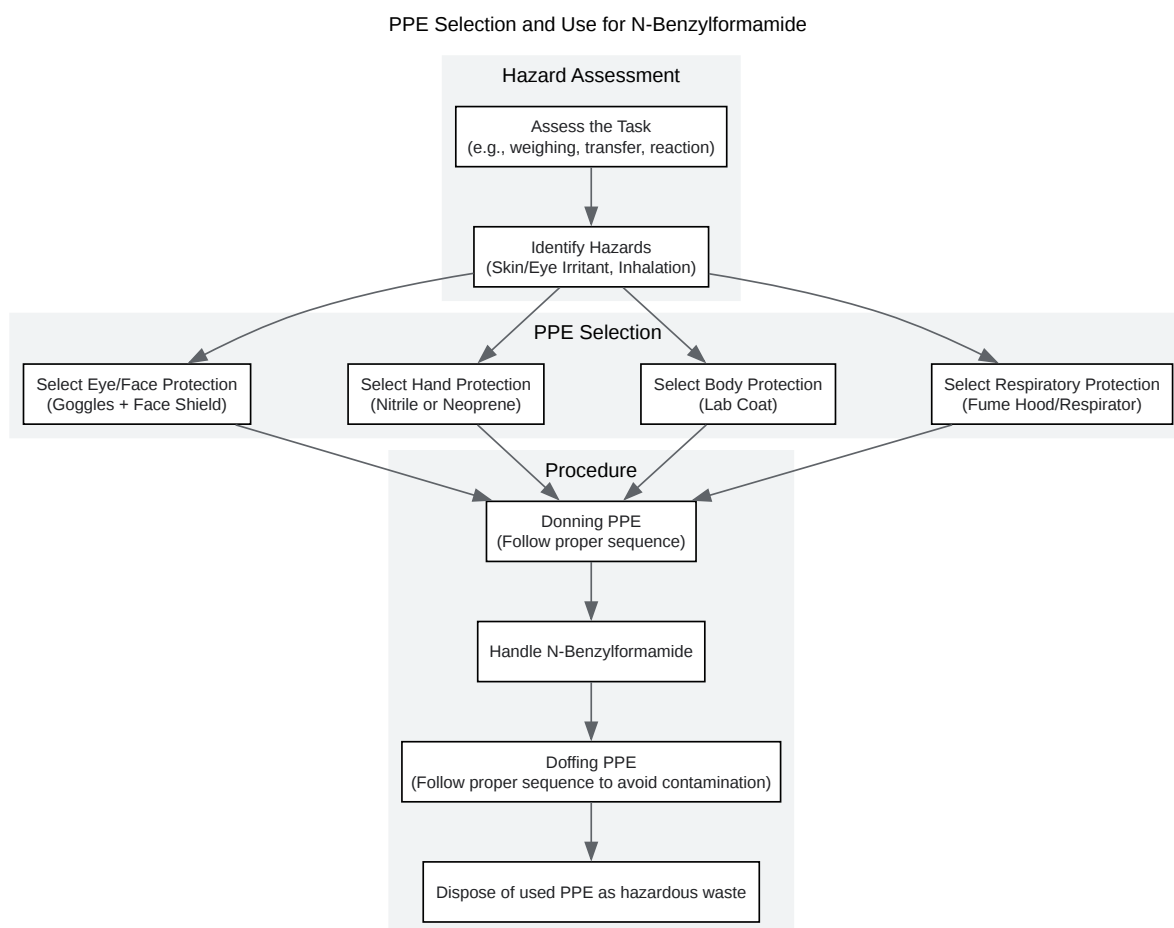 PPE Selection and Use for N-Benzylformamide
Hazard Assessment
Assess the Task
(e.g., weighing, transfer, reaction)
Identify Hazards
(Skin/Eye Irritant, Inhalation)
PPE Selection
Select Eye/Face Protection
(Goggles + Face Shield)
Select Hand Protection
(Nitrile or Neoprene)
Select Body Protection
(Lab Coat)
Select Respiratory Protection
(Fume Hood/Respirator)
Procedure
Donning PPE
(Follow proper sequence)
Handle N-Benzylformamide
Doffing PPE
(Follow proper sequence to avoid contamination)
Dispose of used PPE as hazardous waste